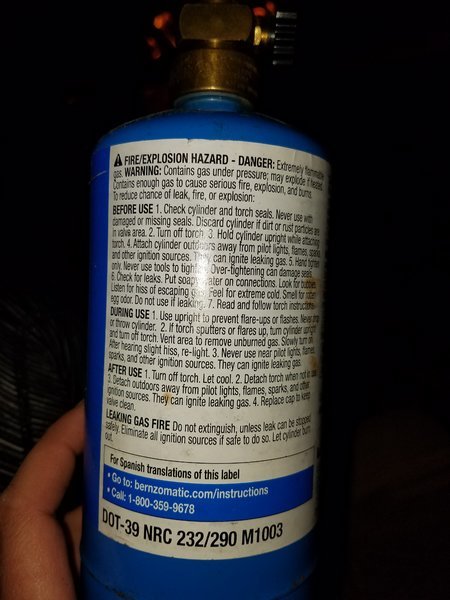 FIRE/EXPLOSION HAZARD - DANGER: Extremely flammable
gas. WARNING: Contains gas under pressure; may explode if heated.
Contains enough gas to cause serious fire, explosion, and burns.
To reduce chance of leak, fire, or explosion:
BEFORE USE 1. Check cylinder and torch seals. Never use with
damaged or missing seals. Discard cylinder if dirt or rust particles are
in valve area. 2. Turn off torch. 3. Hold cylinder upright while attaching
torch. 4. Attach cylinder outdoors away from pilot lights, flames, sparks,
and other ignition sources. They can ignite leaking gas. 5. Hand tighten
only. Never use tools to tighten. Over-tightening can damage seals.
6. Check for leaks. Put soapy water on connections. Look for bubbles.
Listen for hiss of escaping gas. Feel for extreme cold. Smell for rotten
egg odor. Do not use if leaking. 7. Read and follow torch instructions.
DURING USE 1. Use upright to prevent flare-ups or flashes. Never drop
or throw cylinder. 2. If torch sputters or flares up, turn cylinder upright
and turn off torch. Vent area to remove unburned gas. Slowly turn on.
After hearing slight hiss, re-light. 3. Never use near pilot lights, flames,
sparks, and other ignition sources. They can ignite leaking gas.
AFTER USE 1. Turn off torch. Let cool. 2. Detach torch when not in use.
3. Detach outdoors away from pilot lights, flames, sparks, and other
ignition sources. They can ignite leaking gas. 4. Replace cap to keep
valve clean.
LEAKING GAS FIRE Do not extinguish, unless leak can be stopped
safely. Eliminate all ignition sources if safe to do so. Let cylinder burn
out.
For Spanish translations of this label
• Go to: bernzomatic.com/instructions
• Call: 1-800-359-9678
DOT-39 NRC 232/290 M1003